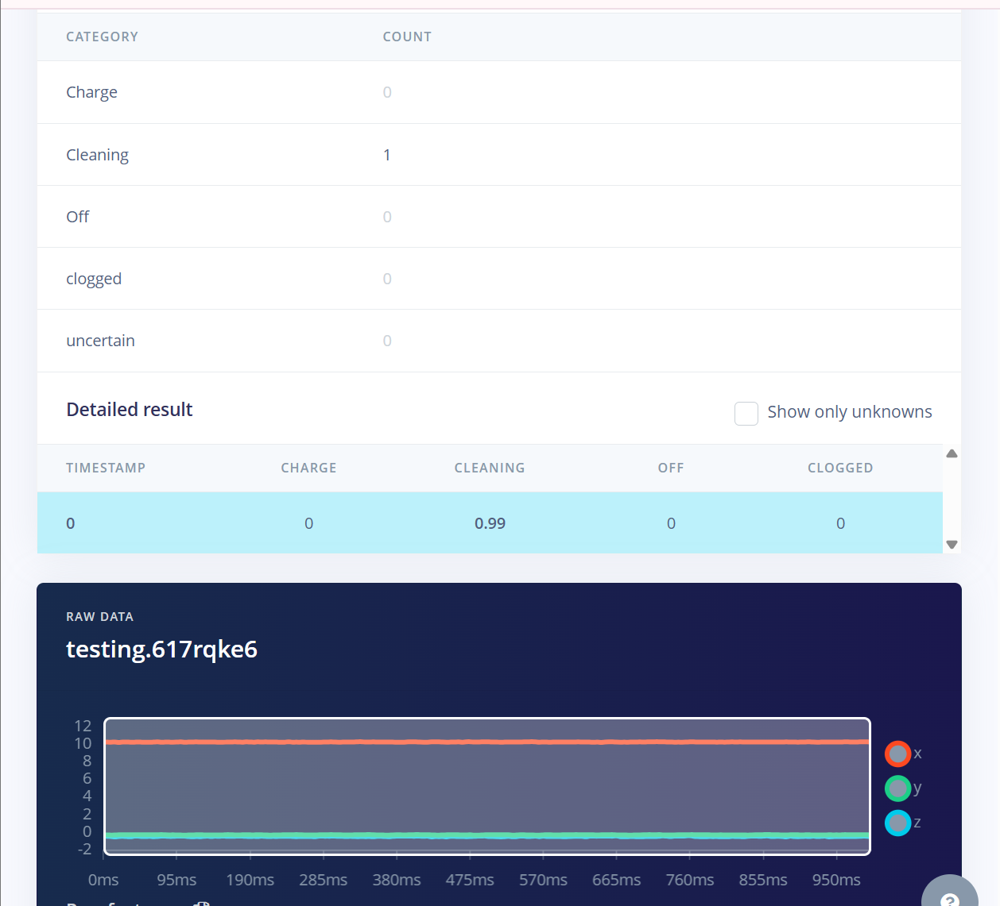 CATEGORY COUNT
Charge 0
Cleaning 1
Off 0
clogged 0
uncertain 0
Detailed result Show only unknowns
TIMESTAMP CHARGE CLEANING OFF CLOGGED
0 0 0.99 0 0
RAW DATA
testing.617rqke6
12
10
8
6
4
2
0
-2
x
y
z
0ms 95ms 190ms 285ms 380ms 475ms 570ms 665ms 760ms 855ms 950ms
?